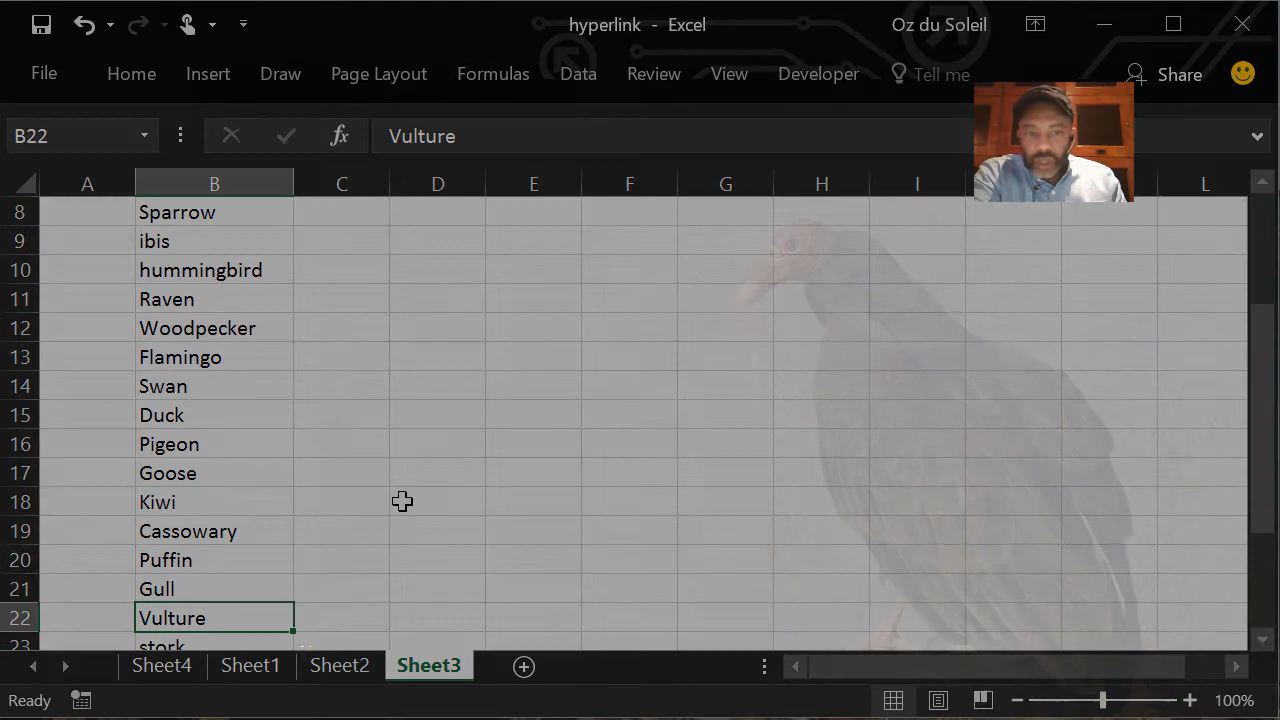 hyperlink - Excel
Oz du Soleil
File
Home
Insert
Draw
Page Layout
Formulas
Data
Review
View
Developer
Tell me
Share
B22
fx
Vulture
A
B
C
D
E
F
G
H
I
L
8 Sparrow
9 ibis
10 hummingbird
11 Raven
12 Woodpecker
13 Flamingo
14 Swan
15 Duck
16 Pigeon
17 Goose
18 Kiwi
19 Cassowary
20 Puffin
21 Gull
22 Vulture
23 stork
Sheet4
Sheet1
Sheet2
Sheet3
Ready
100%